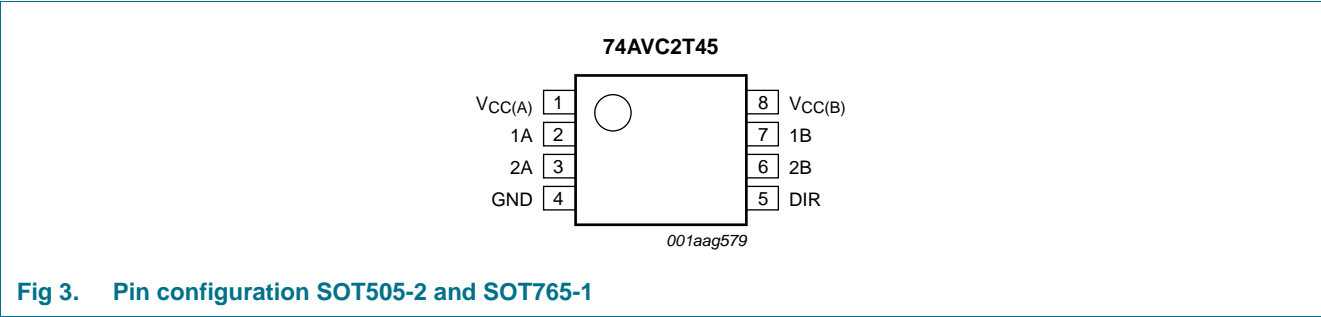 74AVC2T45
VCC(A) 1 8 VCC(B)
1A 2 7 1B
2A 3 6 2B
GND 4 5 DIR
001aag579
Fig 3. Pin configuration SOT505-2 and SOT765-1